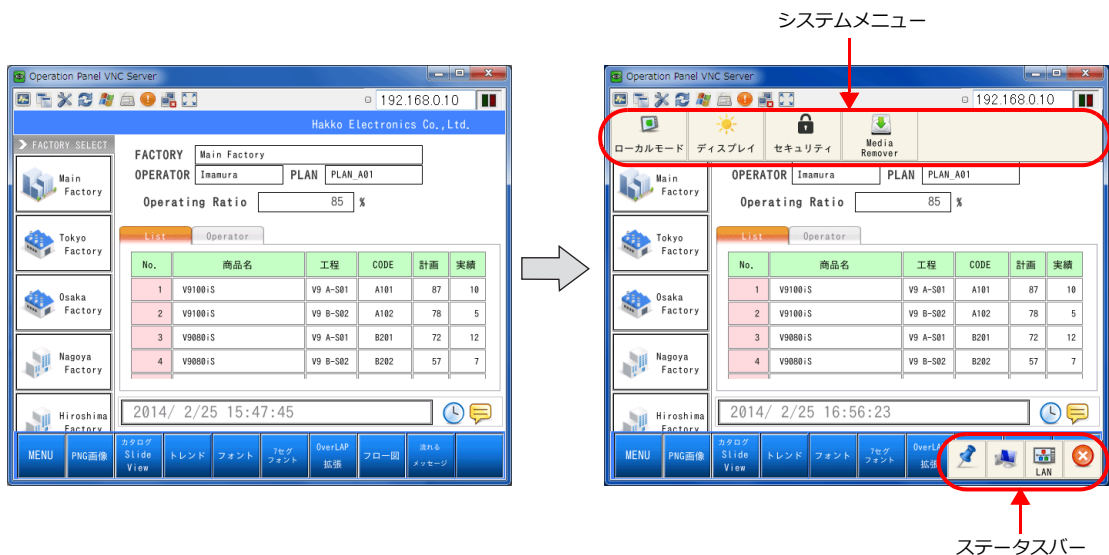 システムメニュー
Operation Panel VNC Server
192.168.0.10
Hakko Electronics Co.,Ltd.
FACTORY SELECT
FACTORY Main Factory
OPERATOR Imamura PLAN PLAN_A01
Operating Ratio 85 %
Main
Factory
Tokyo
Factory
Osaka
Factory
Nagoya
Factory
Hiroshima
Factory
List Operator
No. 商品名 工程 CODE 計画 実績
1 V9100iS V9 A-S01 A101 87 10
2 V9100iS V9 B-S02 A102 78 5
3 V9080iS V9 A-S01 B201 72 12
4 V9080iS V9 B-S02 B202 57 7
2014/ 2/25 15:47:45
MENU
PNG画像
カタログ
Slide
View
トレンド
フォント
7セグ
フォント
OverLAP
拡張
フロー図
流れる
メッセージ
Operation Panel VNC Server
192.168.0.10
ローカルモード
ディスプレイ
セキュリティ
Media
Remover
OPERATOR Imamura PLAN PLAN_A01
Operating Ratio 85 %
Main
Factory
Tokyo
Factory
Osaka
Factory
Nagoya
Factory
Hiroshima
Factory
List Operator
No. 商品名 工程 CODE 計画 実績
1 V9100iS V9 A-S01 A101 87 10
2 V9100iS V9 B-S02 A102 78 5
3 V9080iS V9 A-S01 B201 72 12
4 V9080iS V9 B-S02 B202 57 7
2014/ 2/25 16:56:23
MENU
PNG画像
カタログ
Slide
View
トレンド
フォント
7セグ
フォント
OverLA
拡張
LAN
ステータスバー